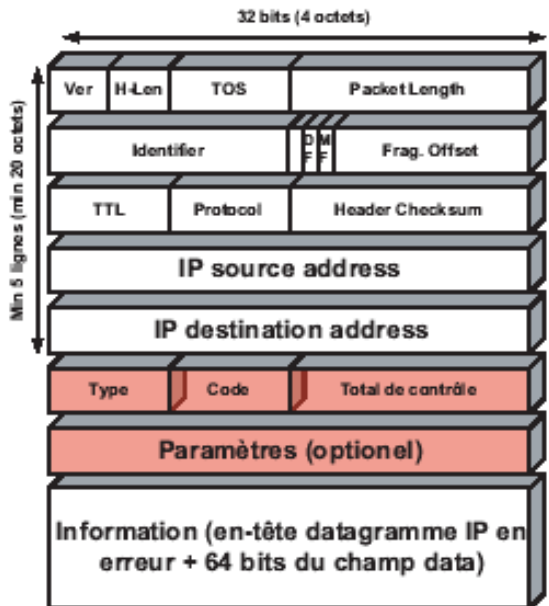 32 bits (4 octets)
Min 5 lignes (min 20 octets)
Ver H-Len TOS Packet Length
Identifier DF MF Frag. Offset
TTL Protocol Header Checksum
IP source address
IP destination address
Type Code Total de contrôle
Paramètres (optionel)
Information (en-tête datagramme IP en
erreur + 64 bits du champ data)